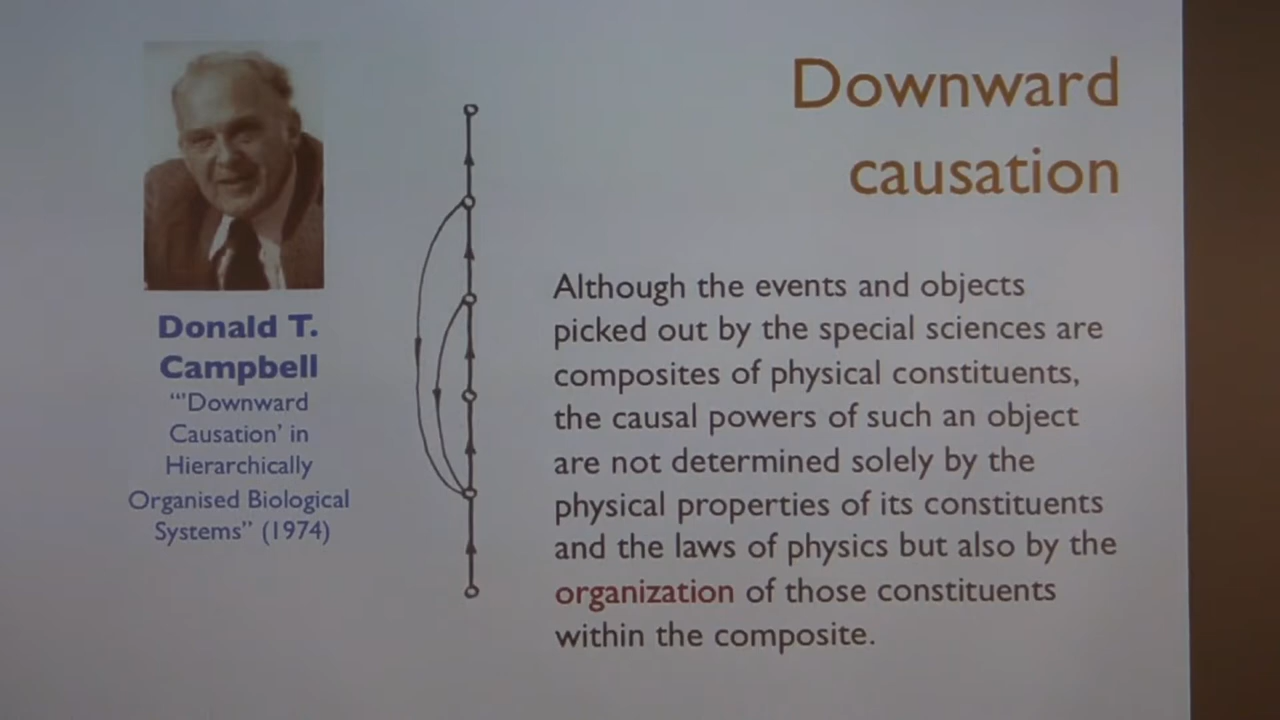 Downward
causation
Donald T.
Campbell
“‘Downward
Causation’ in
Hierarchically
Organised Biological
Systems” (1974)
Although the events and objects
picked out by the special sciences are
composites of physical constituents,
the causal powers of such an object
are not determined solely by the
physical properties of its constituents
and the laws of physics but also by the
organization of those constituents
within the composite.